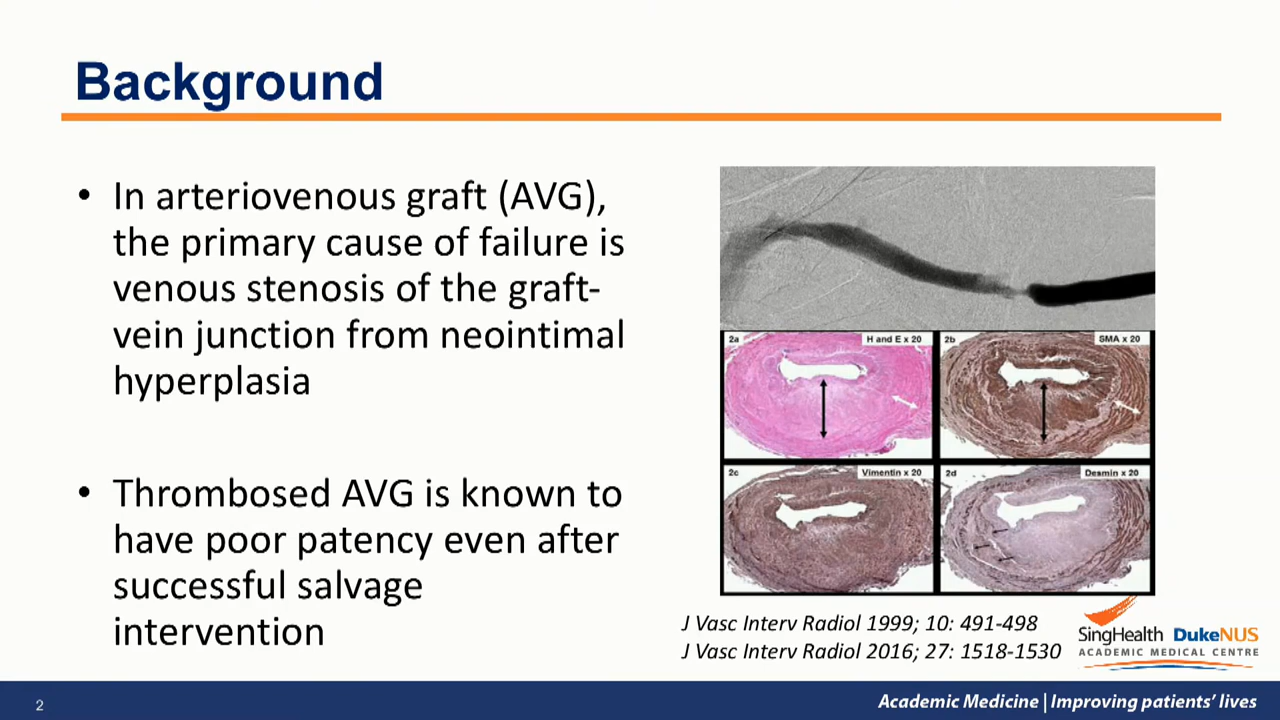 Background
• In arteriovenous graft (AVG),
the primary cause of failure is
venous stenosis of the graft-
vein junction from neointimal
hyperplasia
• Thrombosed AVG is known to
have poor patency even after
successful salvage
intervention
2a
H and E x 20
2b
SMA x 20
2c
Vimentin x 20
2d
Desmin x 20
J Vasc Interv Radiol 1999; 10: 491-498
J Vasc Interv Radiol 2016; 27: 1518-1530
SingHealth DukeNUS
ACADEMIC MEDICAL CENTRE
2
Academic Medicine | Improving patients’ lives